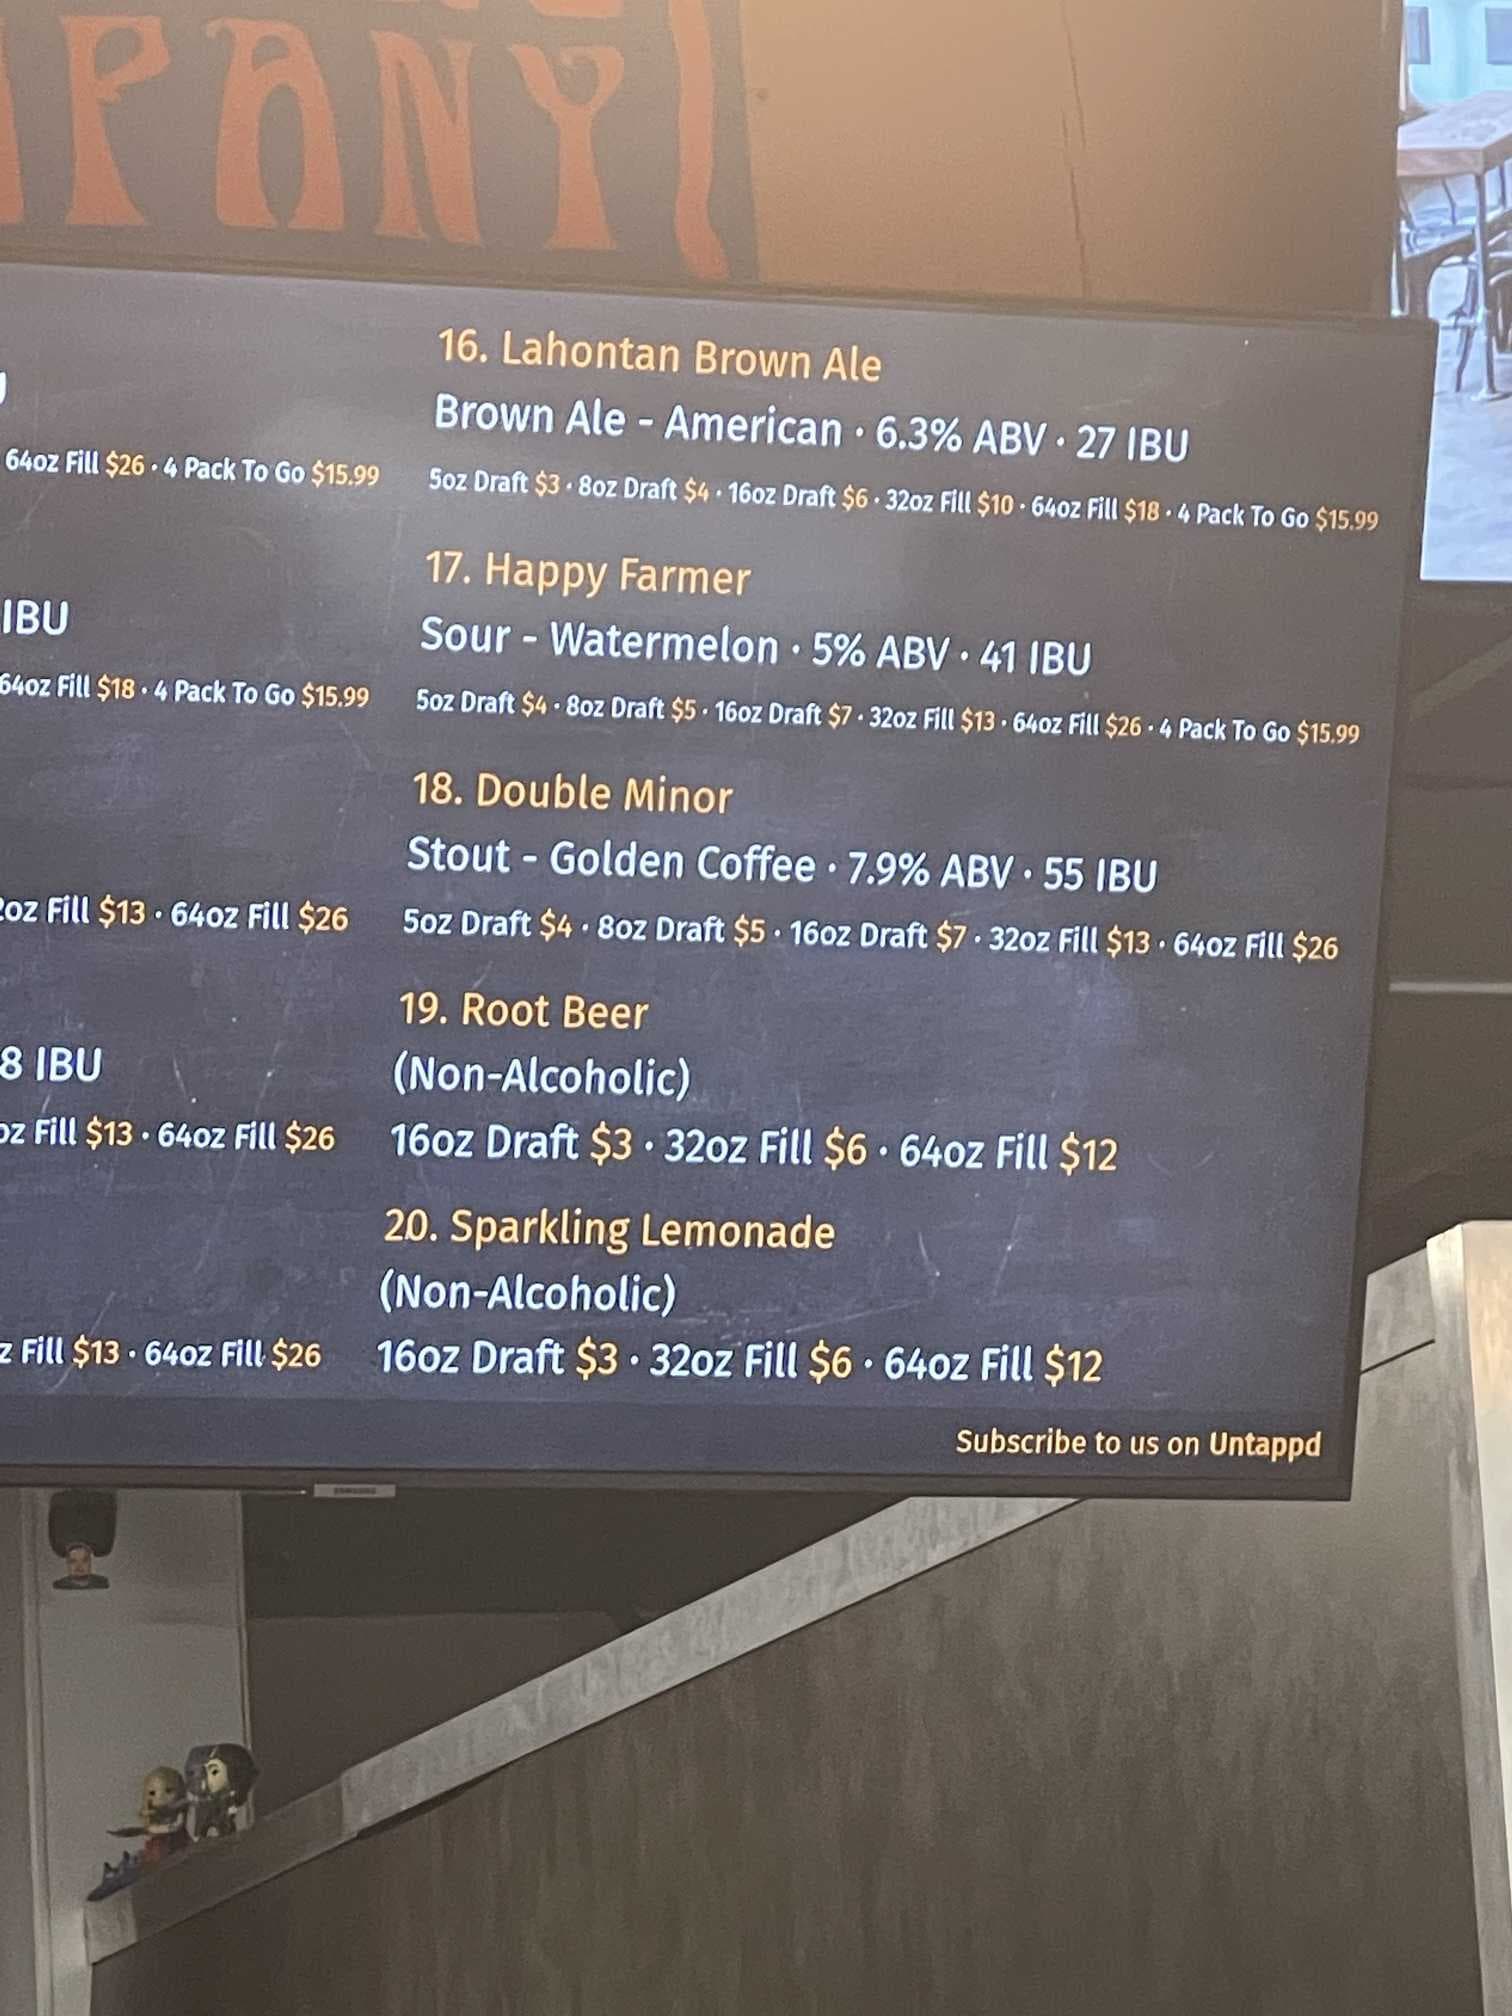 PANY
64oz Fill $26 · 4 Pack To Go $15.99
IBU
64oz Fill $18 · 4 Pack To Go $15.99
oz Fill $13 · 64oz Fill $26
8 IBU
oz Fill $13 · 64oz Fill $26
z Fill $13 · 64oz Fill $26
16. Lahontan Brown Ale
Brown Ale - American · 6.3% ABV · 27 IBU
5oz Draft $3 · 8oz Draft $4 · 16oz Draft $6 · 32oz Fill $10 · 64oz Fill $18 · 4 Pack To Go $15.99
17. Happy Farmer
Sour - Watermelon · 5% ABV · 41 IBU
5oz Draft $4 · 8oz Draft $5 · 16oz Draft $7 · 32oz Fill $13 · 64oz Fill $26 · 4 Pack To Go $15.99
18. Double Minor
Stout - Golden Coffee · 7.9% ABV · 55 IBU
5oz Draft $4 · 8oz Draft $5 · 16oz Draft $7 · 32oz Fill $13 · 64oz Fill $26
19. Root Beer
(Non-Alcoholic)
16oz Draft $3 · 32oz Fill $6 · 64oz Fill $12
20. Sparkling Lemonade
(Non-Alcoholic)
16oz Draft $3 · 32oz Fill $6 · 64oz Fill $12
Subscribe to us on Untappd
SAMSUNG